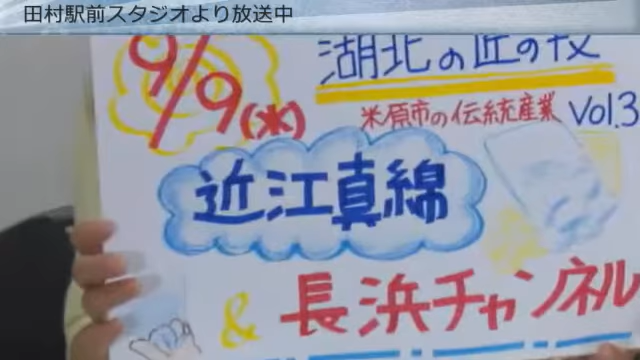 田村駅前スタジオより放送中
9/9(水)
湖北の匠の技
米原市の伝統産業 Vol.3
近江真綿
& 長浜チャンネル